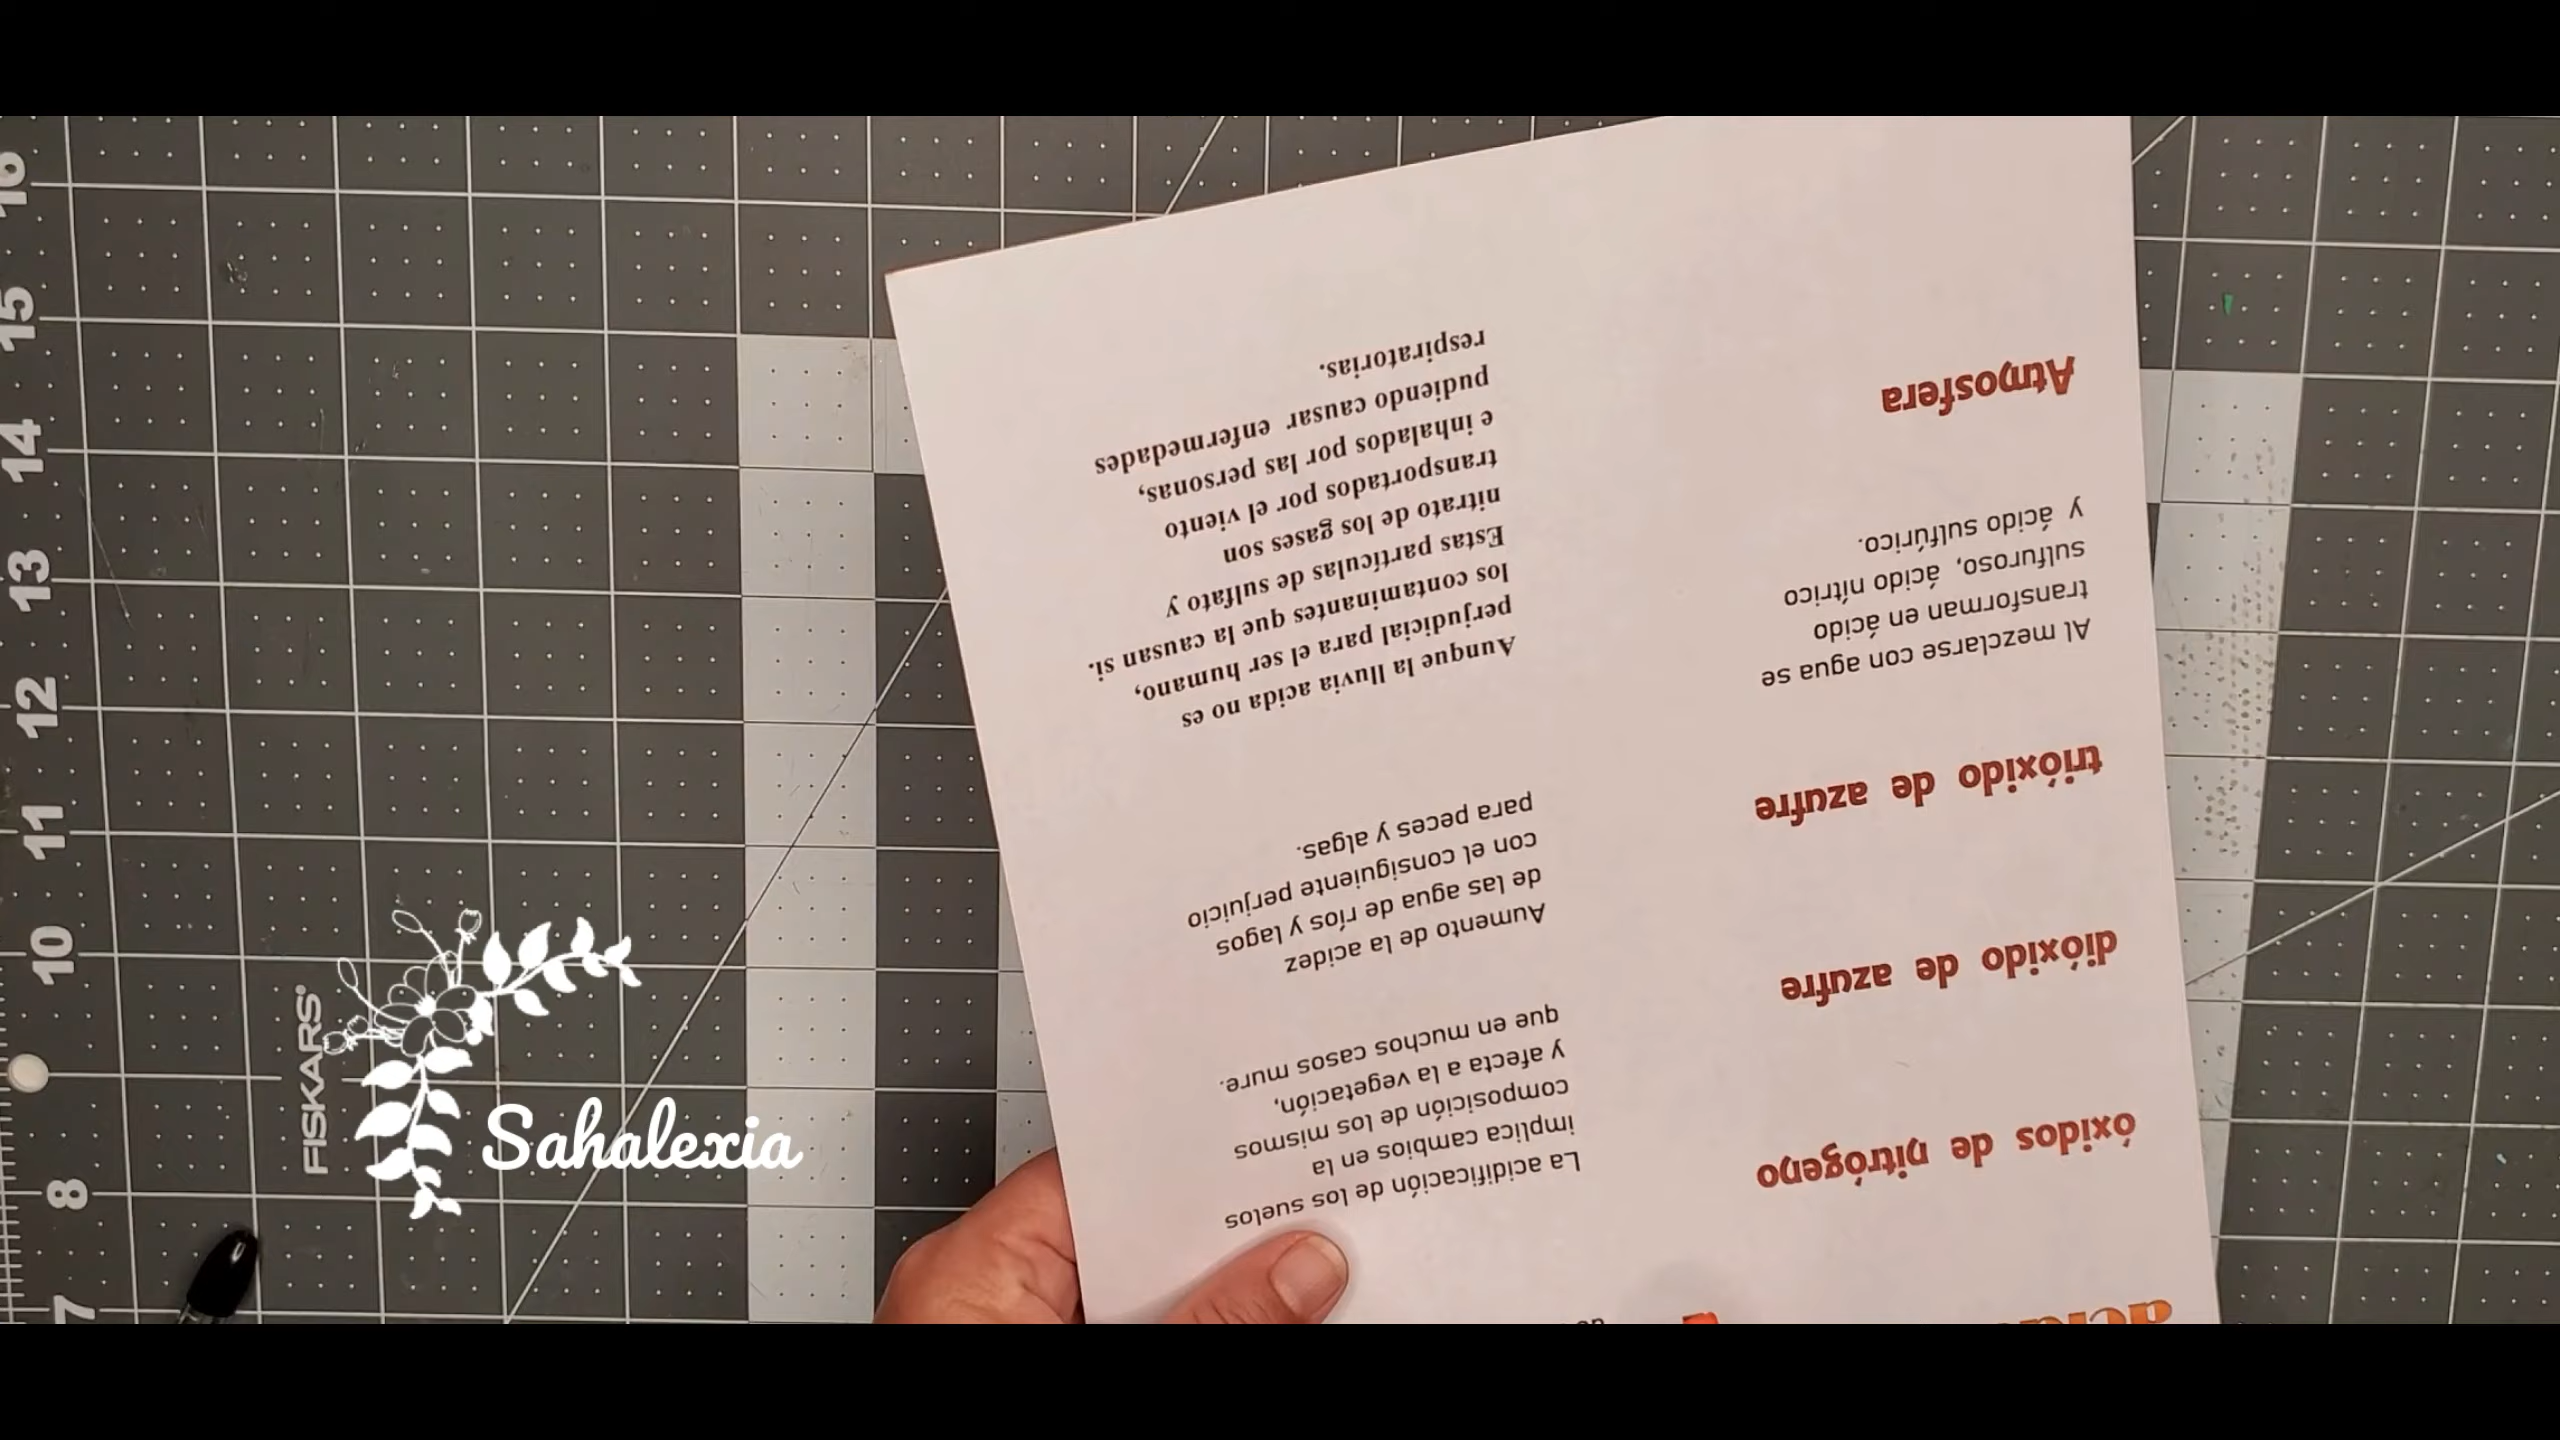 óxidos de nitrógeno
dióxido de azufre
trióxido de azufre
Al mezclarse con agua se
transforman en ácido
sulfuroso, ácido nítrico
y ácido sulfúrico.
Atmosfera
La acidificación de los suelos
implica cambios en la
composición de los mismos
y afecta a la vegetación,
que en muchos casos mure.
Aumento de la acidez
de las agua de ríos y lagos
con el consiguiente perjuicio
para peces y algas.
Aunque la lluvia acida no es
perjudicial para el ser humano,
los contaminantes que la causan si.
Estas partículas de sulfato y
nitrato de los gases son
transportados por el viento
e inhalados por las personas,
pudiendo causar enfermedades
respiratorias.
16
15
14
13
12
11
10
8
7
FISKARS®
Sahalexia